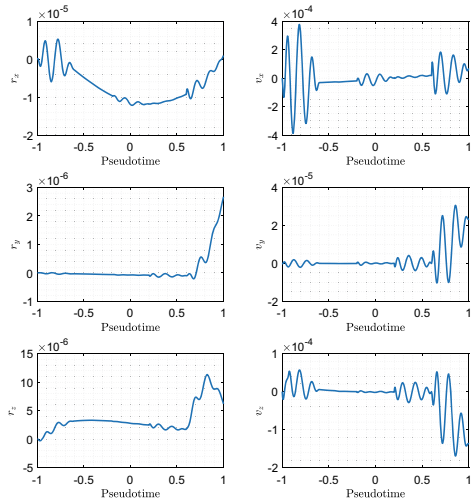 ×10⁻⁵ ×10⁻⁴
1 4
0 2
r_x v_x 0
-1 -2
-2 -4
-1 -0.5 0 0.5 1 -1 -0.5 0 0.5 1
Pseudotime Pseudotime
×10⁻⁶ ×10⁻⁵
3 4
2
r_y 1 v_y 2
0 0
-1 -2
-1 -0.5 0 0.5 1 -1 -0.5 0 0.5 1
Pseudotime Pseudotime
×10⁻⁶ ×10⁻⁴
15 1
10 0
r_z 5 v_z
0 -1
-5 -2
-1 -0.5 0 0.5 1 -1 -0.5 0 0.5 1
Pseudotime Pseudotime